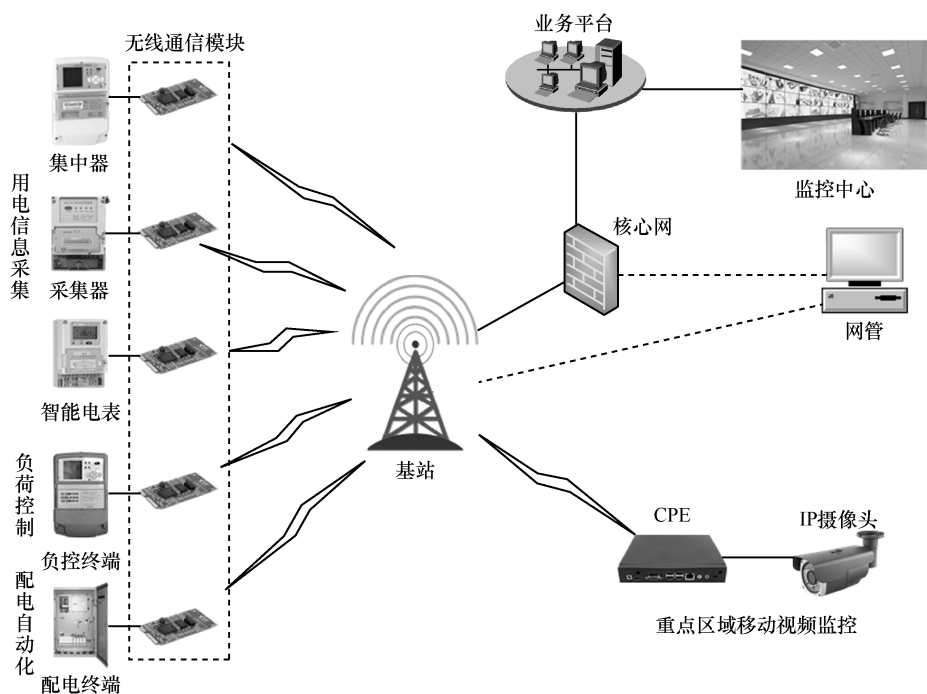 业务平台
无线通信模块
集中器
监控中心
用电信息采集
核心网
采集器
网管
智能电表
基站
负荷控制
CPE
IP摄像头
负控终端
配电自动化
重点区域移动视频监控
配电终端